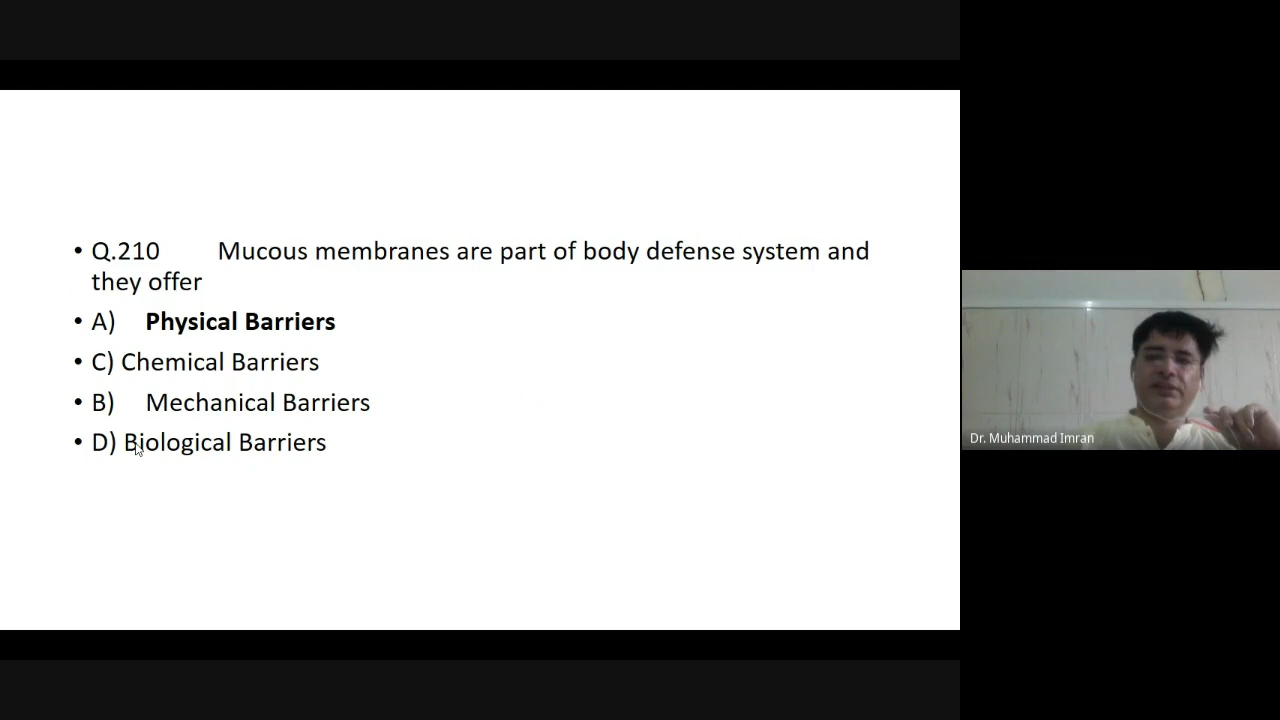 • Q.210 Mucous membranes are part of body defense system and
they offer
• A) Physical Barriers
• C) Chemical Barriers
• B) Mechanical Barriers
• D) Biological Barriers
Dr. Muhammad Imran